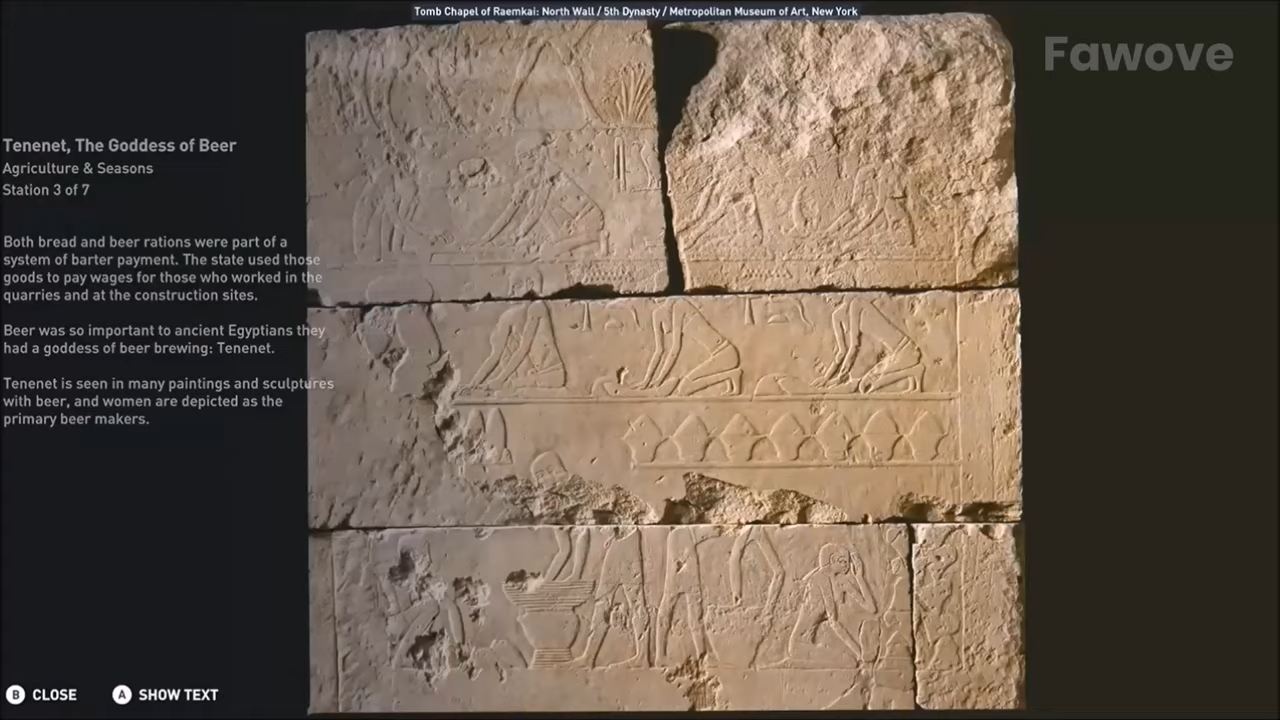 Tomb Chapel of Raemkai: North Wall / 5th Dynasty / Metropolitan Museum of Art, New York
Fawove
Tenenet, The Goddess of Beer
Agriculture & Seasons
Station 3 of 7
Both bread and beer rations were part of a
system of barter payment. The state used those
goods to pay wages for those who worked in the
quarries and at the construction sites.
Beer was so important to ancient Egyptians they
had a goddess of beer brewing: Tenenet.
Tenenet is seen in many paintings and sculptures
with beer, and women are depicted as the
primary beer makers.
B CLOSE
A SHOW TEXT